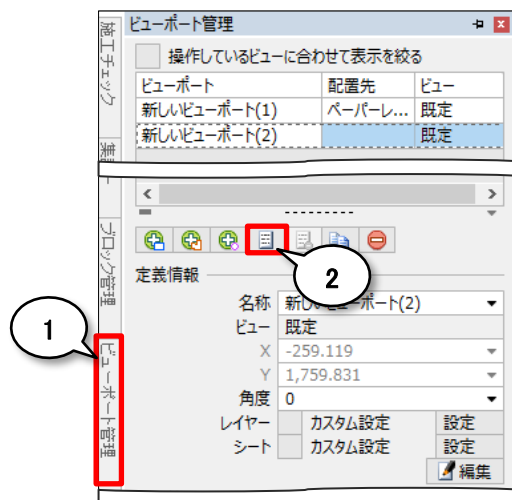 ビューポート管理
施工チェック
操作しているビューに合わせて表示を絞る
ビューポート 配置先 ビュー
新しいビューポート(1) ペーパーレ... 既定
新しいビューポート(2) 既定
ブロック管理
2
定義情報
名称 新しいビューポート(2)
ビュー 既定
X -259.119
Y 1,759.831
角度 0
レイヤー カスタム設定 設定
シート カスタム設定 設定
編集
1
ビューポート管理